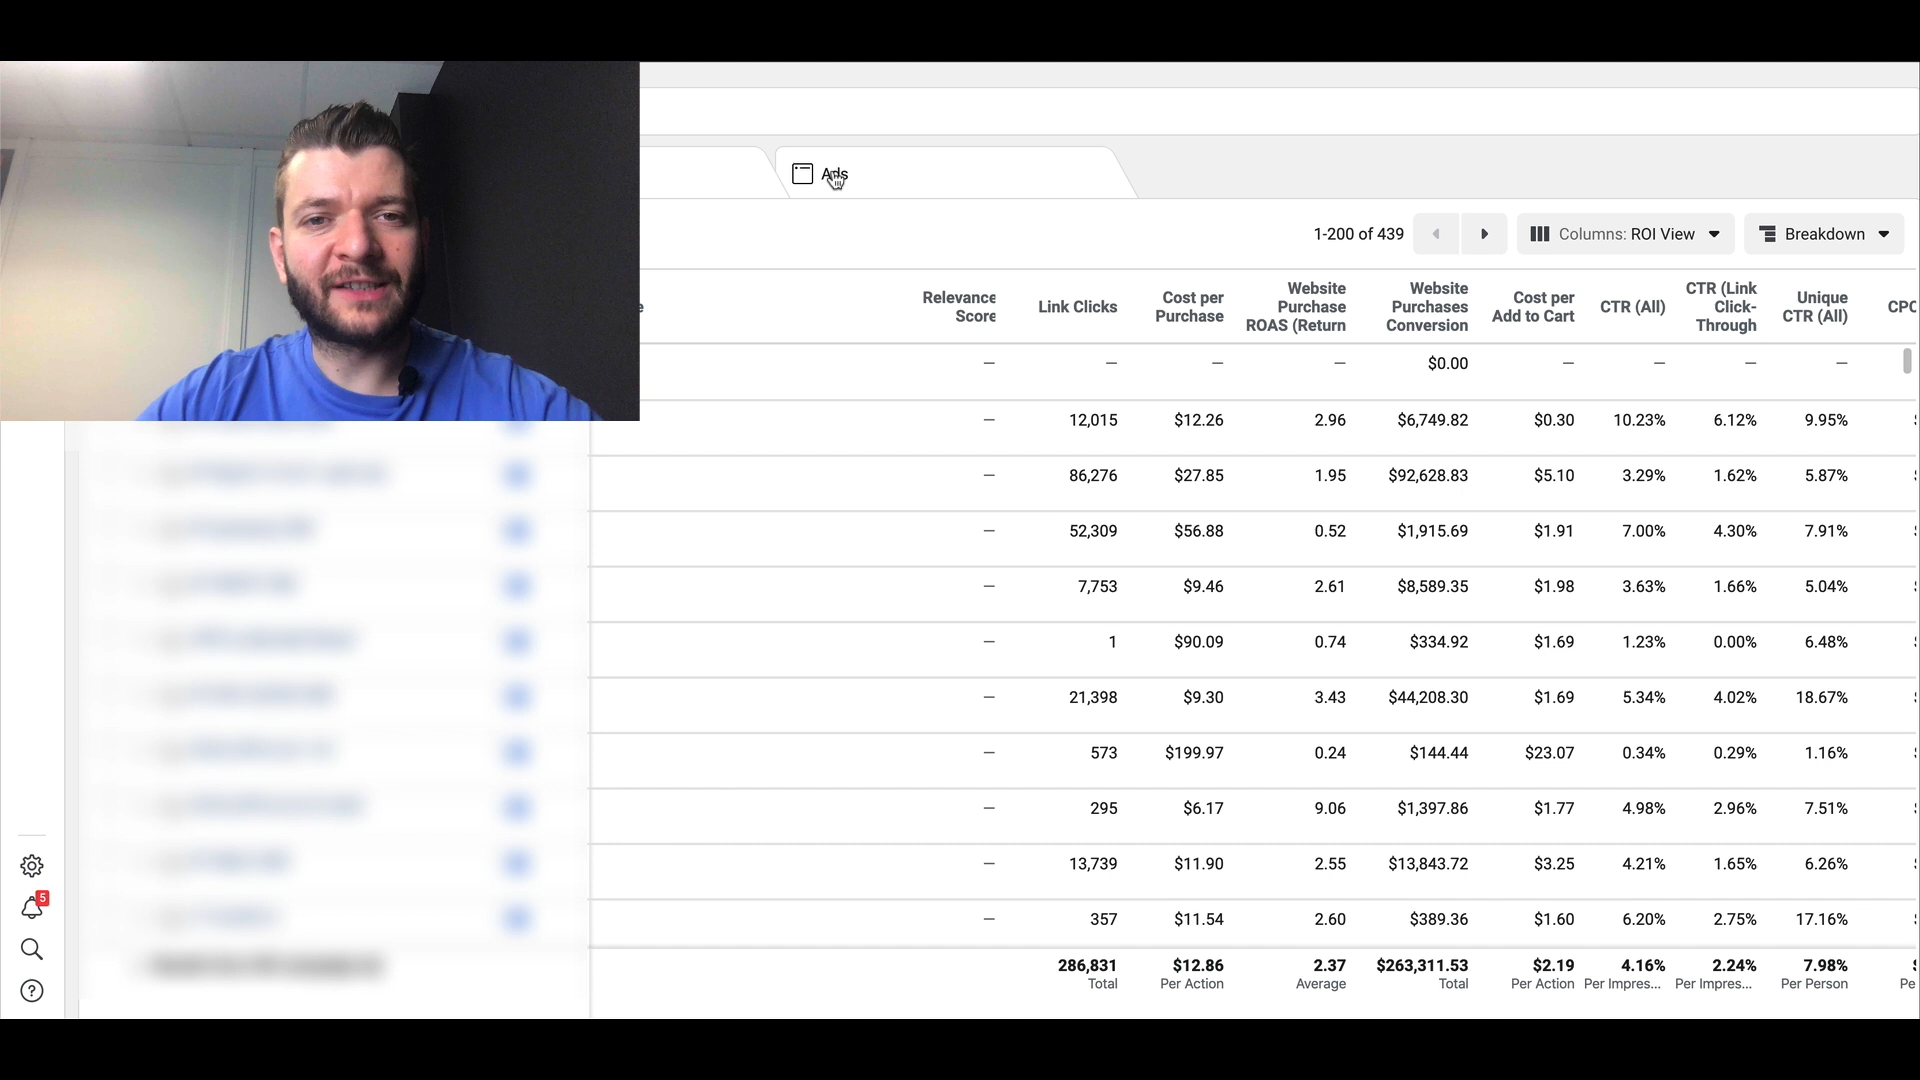 Ads
1-200 of 439
Columns: ROI View
Breakdown
Relevance Score
Link Clicks
Cost per Purchase
Website Purchase ROAS (Return
Website Purchases Conversion
Cost per Add to Cart
CTR (All)
CTR (Link Click-Through
Unique CTR (All)
CPC
— — — — $0.00 — — — —
— 12,015 $12.26 2.96 $6,749.82 $0.30 10.23% 6.12% 9.95%
— 86,276 $27.85 1.95 $92,628.83 $5.10 3.29% 1.62% 5.87%
— 52,309 $56.88 0.52 $1,915.69 $1.91 7.00% 4.30% 7.91%
— 7,753 $9.46 2.61 $8,589.35 $1.98 3.63% 1.66% 5.04%
— 1 $90.09 0.74 $334.92 $1.69 1.23% 0.00% 6.48%
— 21,398 $9.30 3.43 $44,208.30 $1.69 5.34% 4.02% 18.67%
— 573 $199.97 0.24 $144.44 $23.07 0.34% 0.29% 1.16%
— 295 $6.17 9.06 $1,397.86 $1.77 4.98% 2.96% 7.51%
— 13,739 $11.90 2.55 $13,843.72 $3.25 4.21% 1.65% 6.26%
— 357 $11.54 2.60 $389.36 $1.60 6.20% 2.75% 17.16%
5
286,831 $12.86 2.37 $263,311.53 $2.19 4.16% 2.24% 7.98% $
Total Per Action Average Total Per Action Per Impres... Per Impres... Per Person Pe